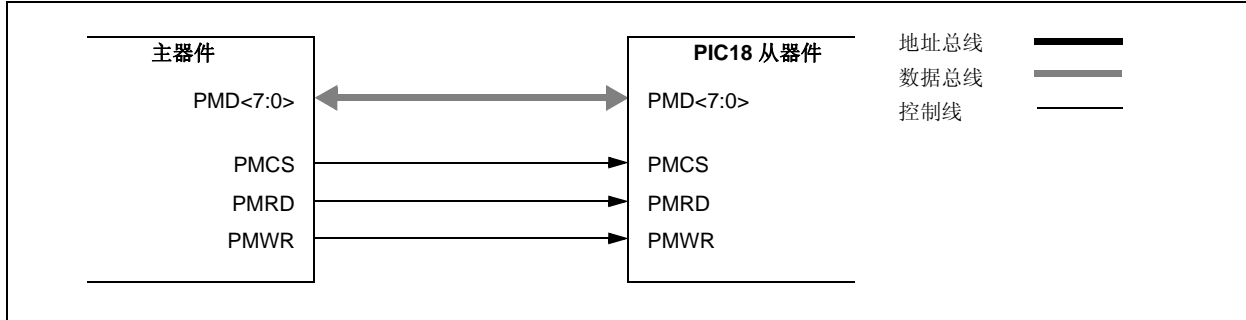 主器件
PMD<7:0>
PMCS
PMRD
PMWR
PIC18 从器件
PMD<7:0>
PMCS
PMRD
PMWR
地址总线
数据总线
控制线